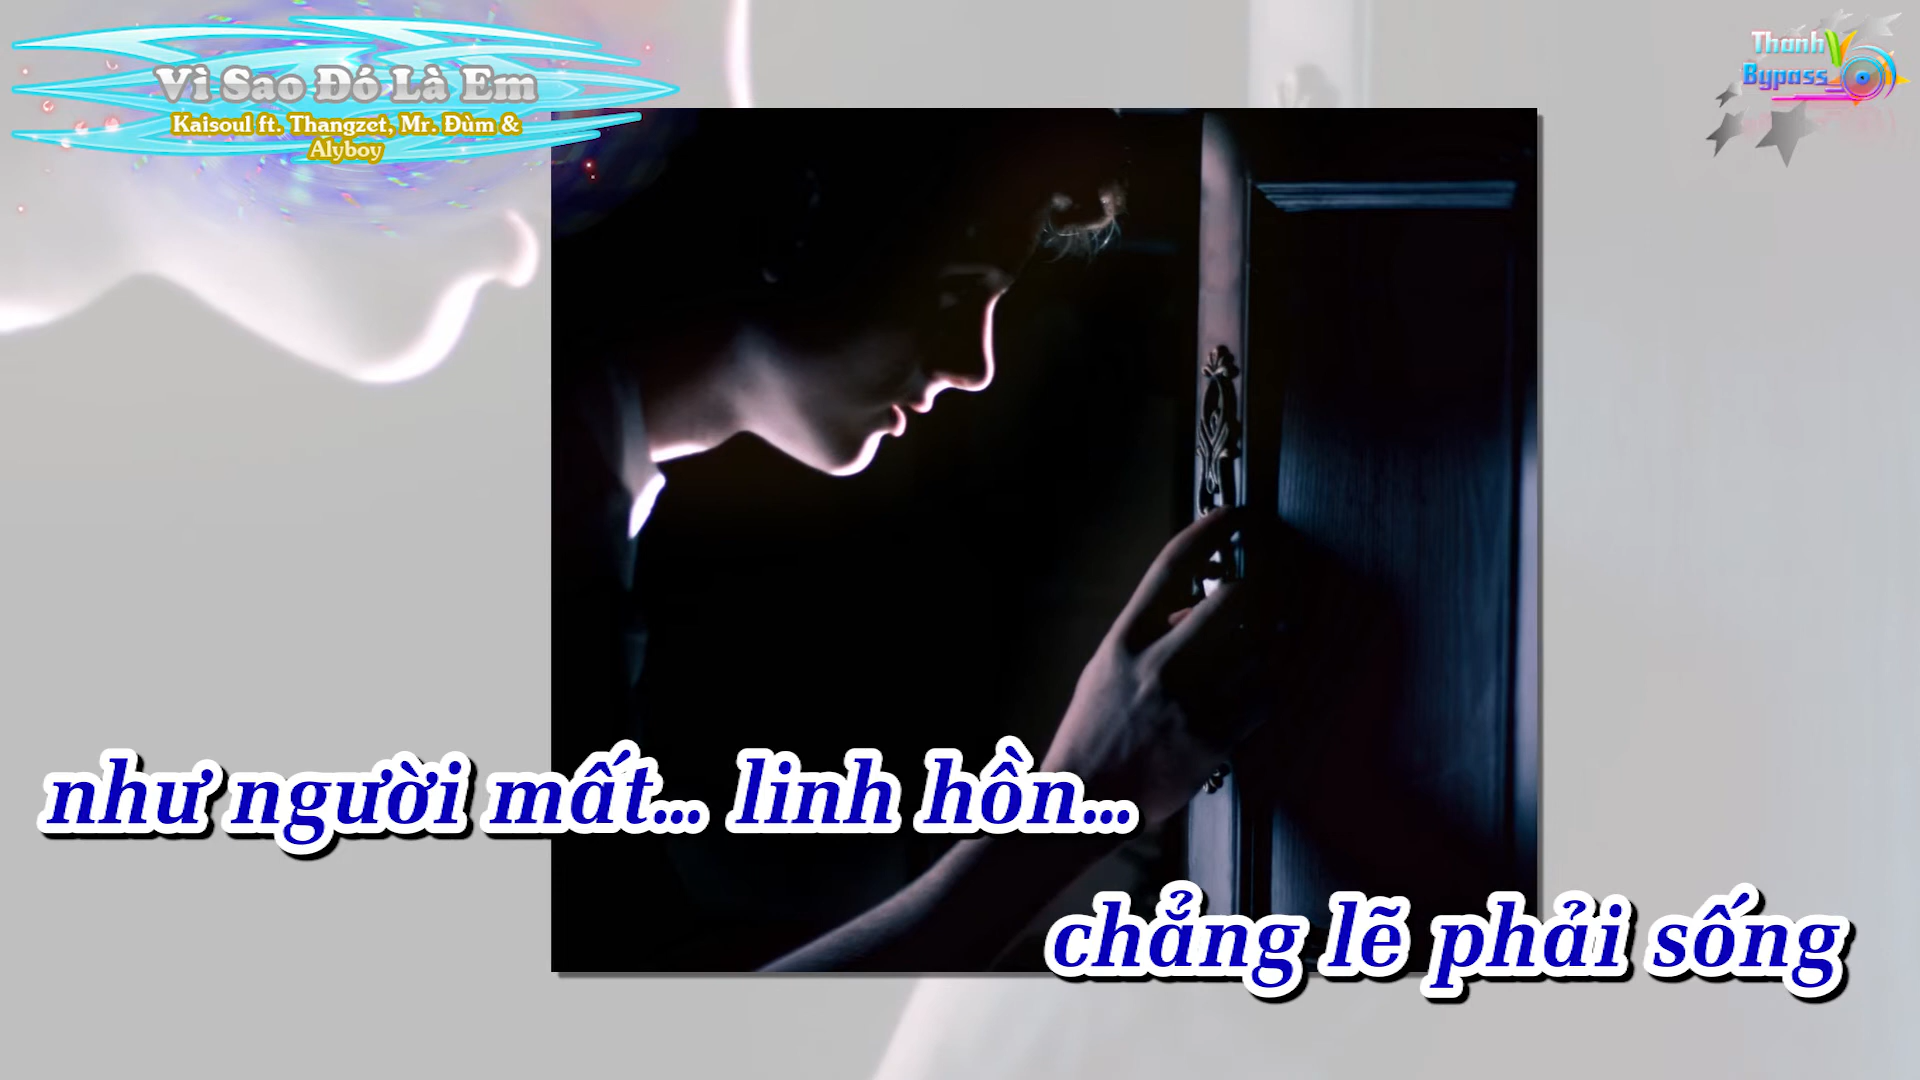 Vì Sao Đó Là Em
Kaisoul ft. Thangzet, Mr. Đùm &
Alyboy
Thanh V
Bypass
như người mất... linh hồn...
chẳng lẽ phải sống